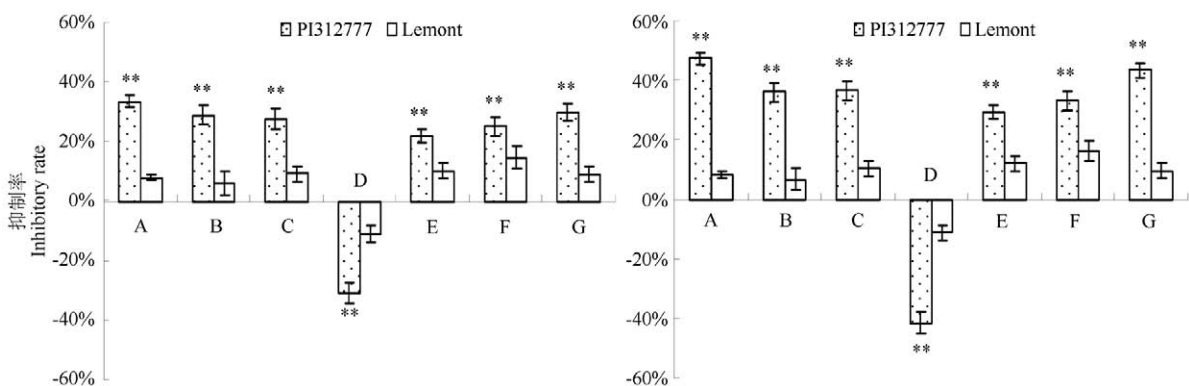 抑制率
Inhibitory rate
60%
40%
20%
0%
-20%
-40%
-60%
PI312777 Lemont
** ** ** ** ** **
D
A B C E F G
**
60%
40%
20%
0%
-20%
-40%
-60%
PI312777 Lemont
** ** ** ** ** **
D
A B C E F G
**